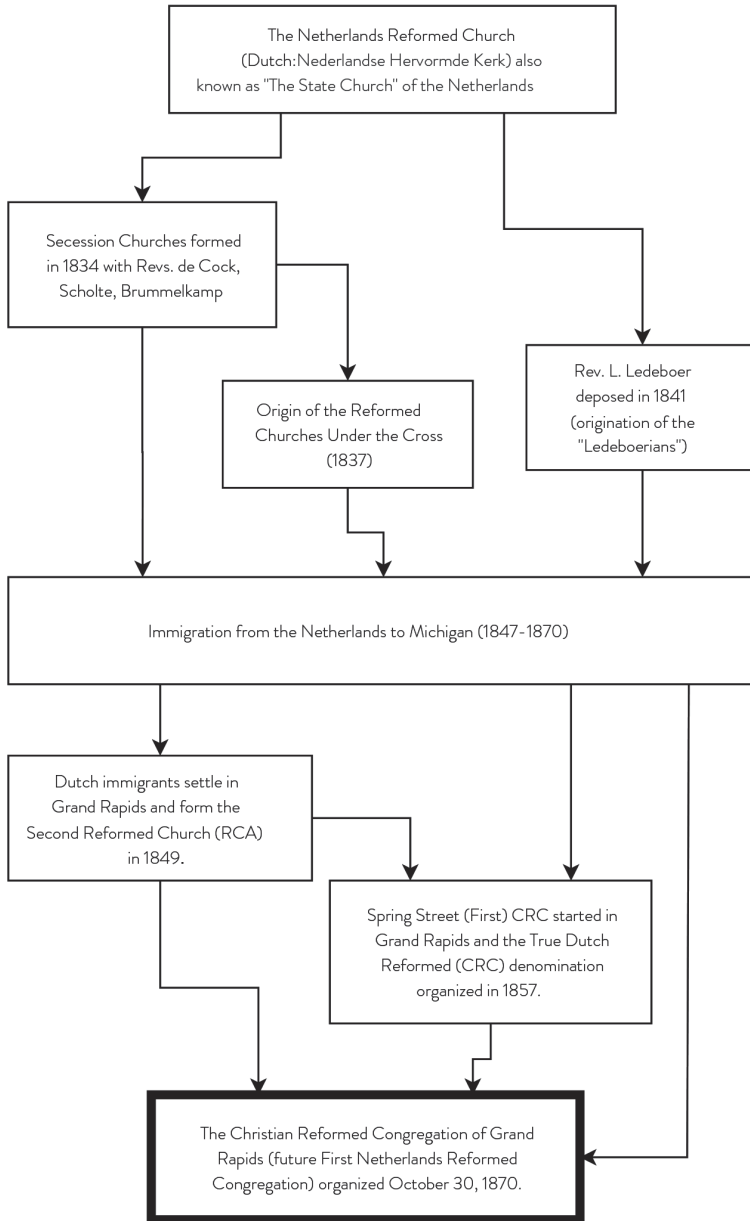 The Netherlands Reformed Church
(Dutch:Nederlandse Hervormde Kerk) also
known as "The State Church" of the Netherlands
Secession Churches formed
in 1834 with Revs. de Cock,
Scholte, Brummelkamp
Rev. L. Ledeboer
deposed in 1841
(origination of the
"Ledeboerians")
Origin of the Reformed
Churches Under the Cross
(1837)
Immigration from the Netherlands to Michigan (1847-1870)
Dutch immigrants settle in
Grand Rapids and form the
Second Reformed Church (RCA)
in 1849.
Spring Street (First) CRC started in
Grand Rapids and the True Dutch
Reformed (CRC) denomination
organized in 1857.
The Christian Reformed Congregation of Grand
Rapids (future First Netherlands Reformed
Congregation) organized October 30, 1870.